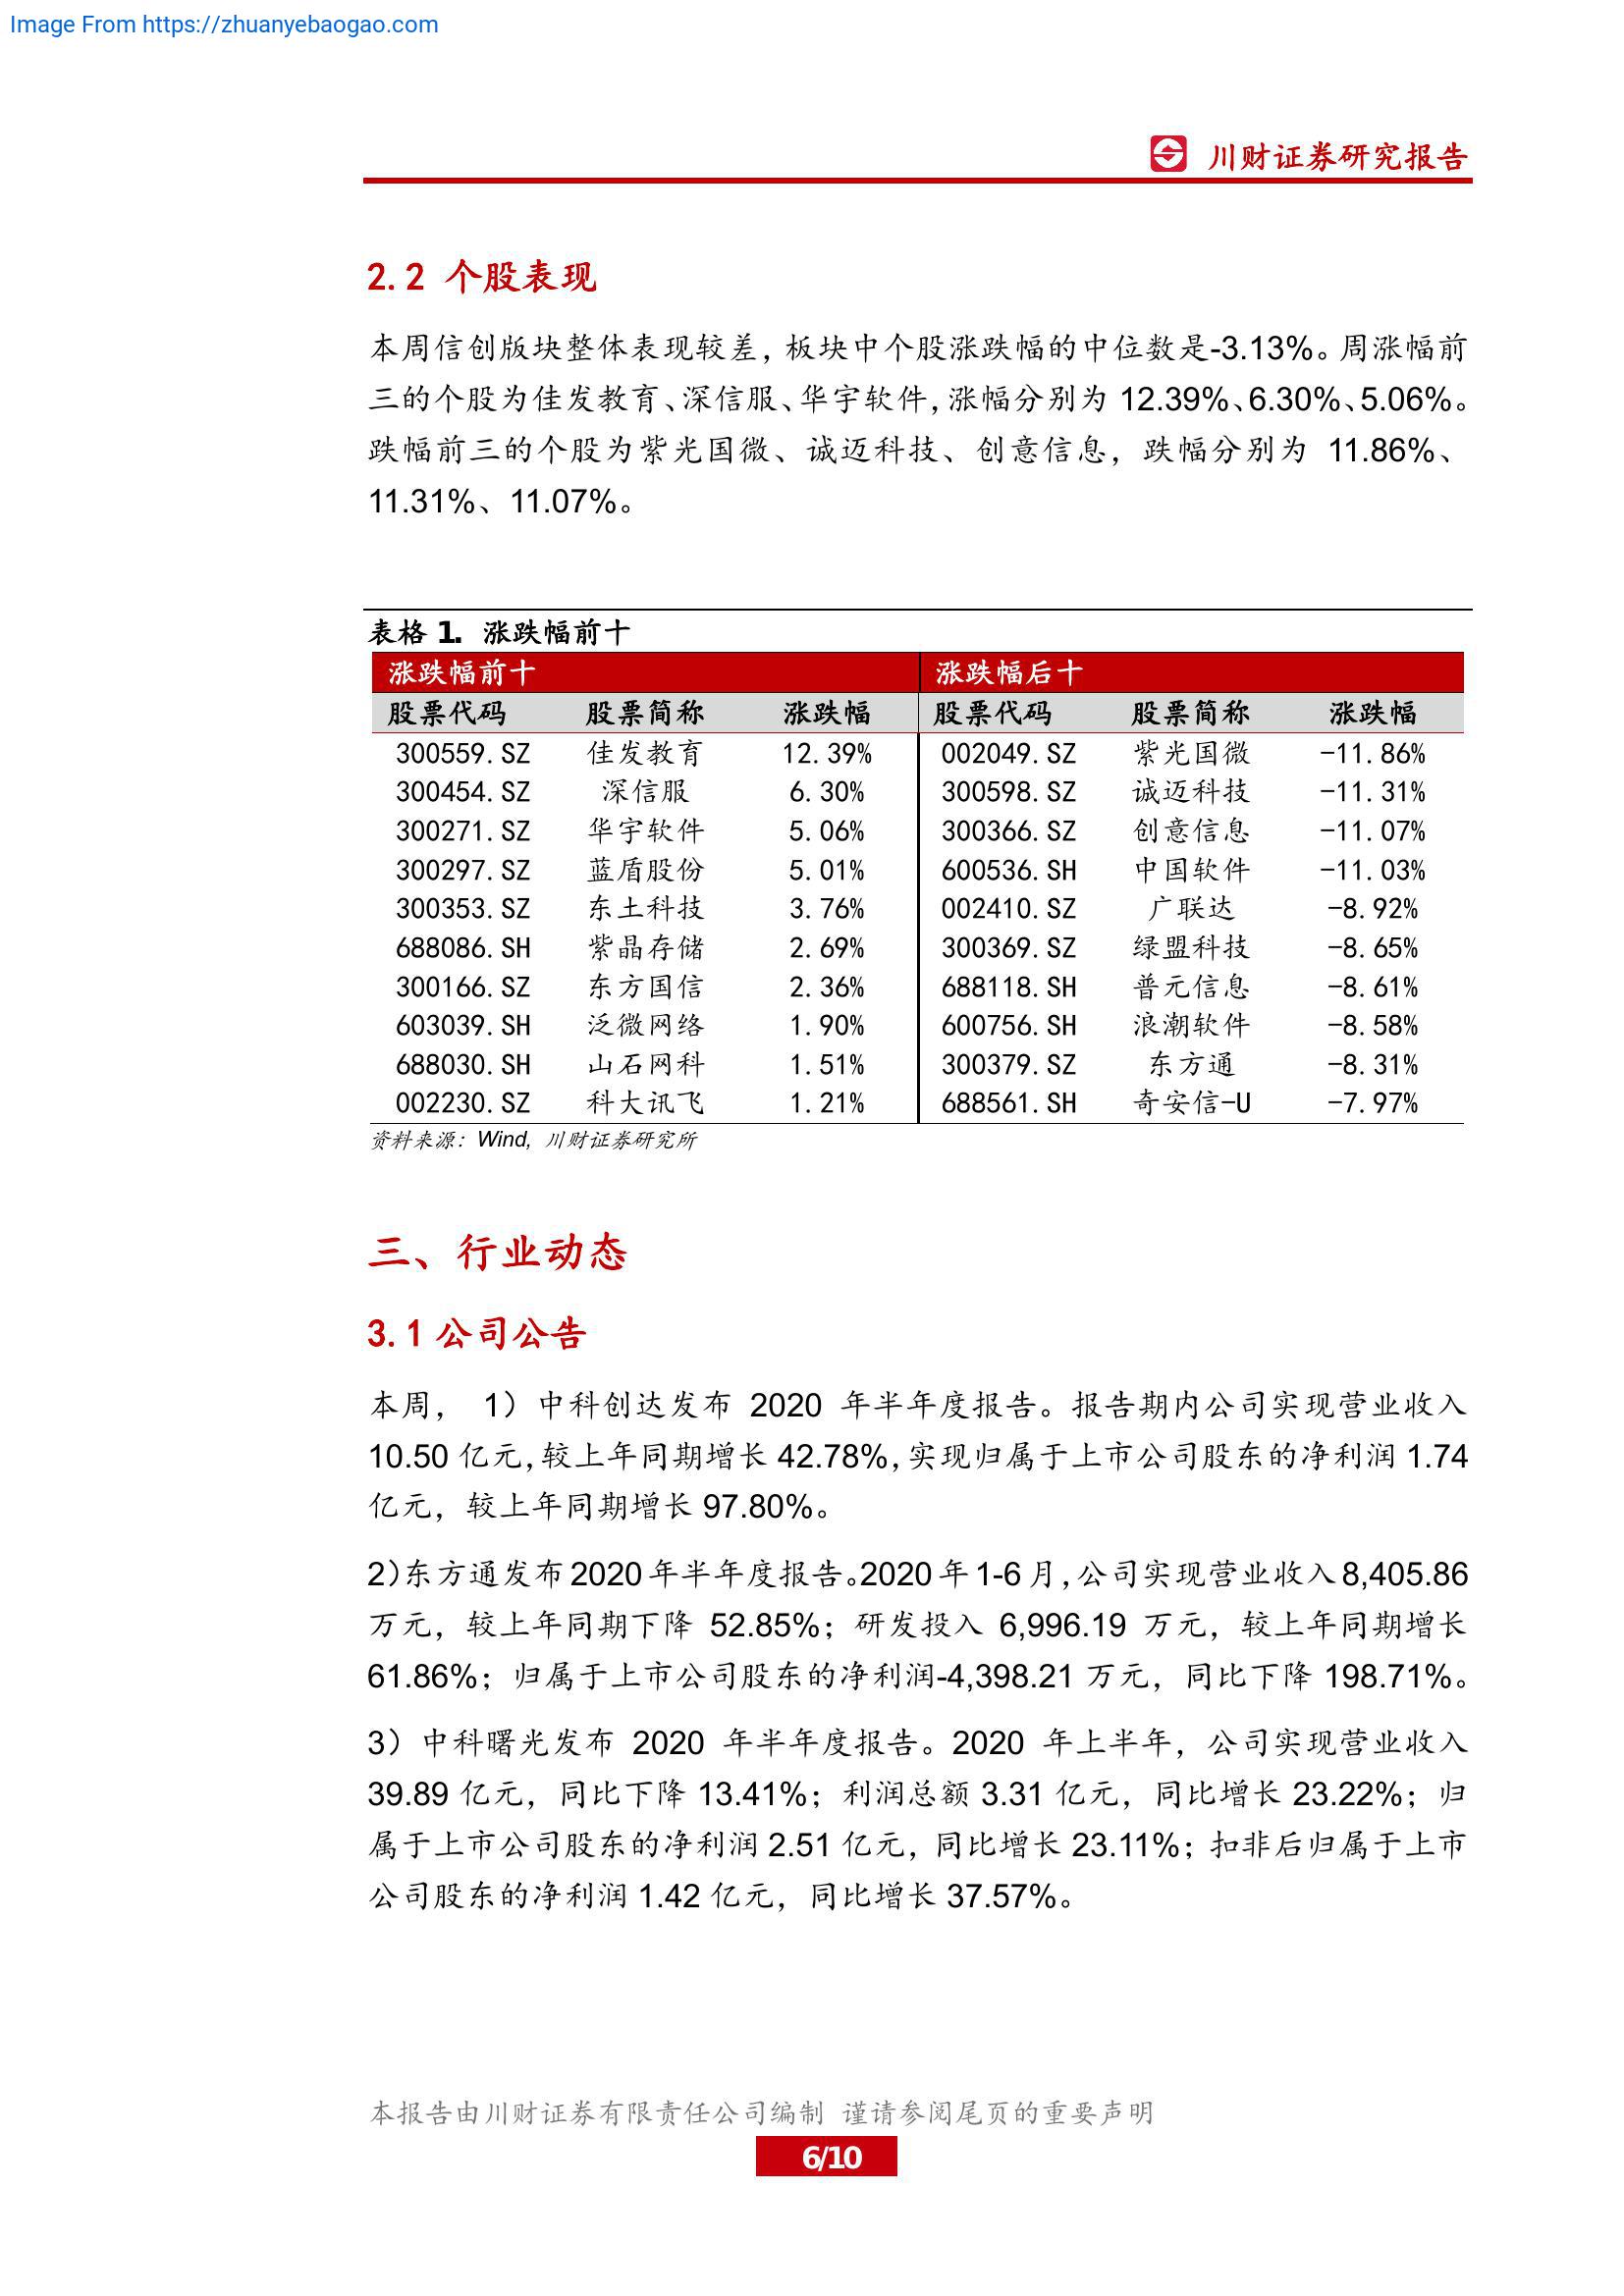 Image From https://zhuanyebaogao.com
川财证券研究报告
2.2 个股表现
本周信创版块整体表现较差，板块中个股涨跌幅的中位数是-3.13%。周涨幅前
三的个股为佳发教育、深信服、华宇软件，涨幅分别为 12.39%、6.30%、5.06%。
跌幅前三的个股为紫光国微、诚迈科技、创意信息，跌幅分别为 11.86%、
11.31%、11.07%。
表格 1. 涨跌幅前十
涨跌幅前十 涨跌幅后十
股票代码 股票简称 涨跌幅 股票代码 股票简称 涨跌幅
300559.SZ 佳发教育 12.39% 002049.SZ 紫光国微 -11.86%
300454.SZ 深信服 6.30% 300598.SZ 诚迈科技 -11.31%
300271.SZ 华宇软件 5.06% 300366.SZ 创意信息 -11.07%
300297.SZ 蓝盾股份 5.01% 600536.SH 中国软件 -11.03%
300353.SZ 东土科技 3.76% 002410.SZ 广联达 -8.92%
688086.SH 紫晶存储 2.69% 300369.SZ 绿盟科技 -8.65%
300166.SZ 东方国信 2.36% 688118.SH 普元信息 -8.61%
603039.SH 泛微网络 1.90% 600756.SH 浪潮软件 -8.58%
688030.SH 山石网科 1.51% 300379.SZ 东方通 -8.31%
002230.SZ 科大讯飞 1.21% 688561.SH 奇安信-U -7.97%
资料来源：Wind, 川财证券研究所
三、行业动态
3.1 公司公告
本周， 1）中科创达发布 2020 年半年度报告。报告期内公司实现营业收入
10.50 亿元，较上年同期增长 42.78%，实现归属于上市公司股东的净利润 1.74
亿元，较上年同期增长 97.80%。
2）东方通发布 2020 年半年度报告。2020 年 1-6 月，公司实现营业收入 8,405.86
万元，较上年同期下降 52.85%；研发投入 6,996.19 万元，较上年同期增长
61.86%；归属于上市公司股东的净利润-4,398.21 万元，同比下降 198.71%。
3）中科曙光发布 2020 年半年度报告。2020 年上半年，公司实现营业收入
39.89 亿元，同比下降 13.41%；利润总额 3.31 亿元，同比增长 23.22%；归
属于上市公司股东的净利润 2.51 亿元，同比增长 23.11%；扣非后归属于上市
公司股东的净利润 1.42 亿元，同比增长 37.57%。
本报告由川财证券有限责任公司编制 谨请参阅尾页的重要声明
6/10